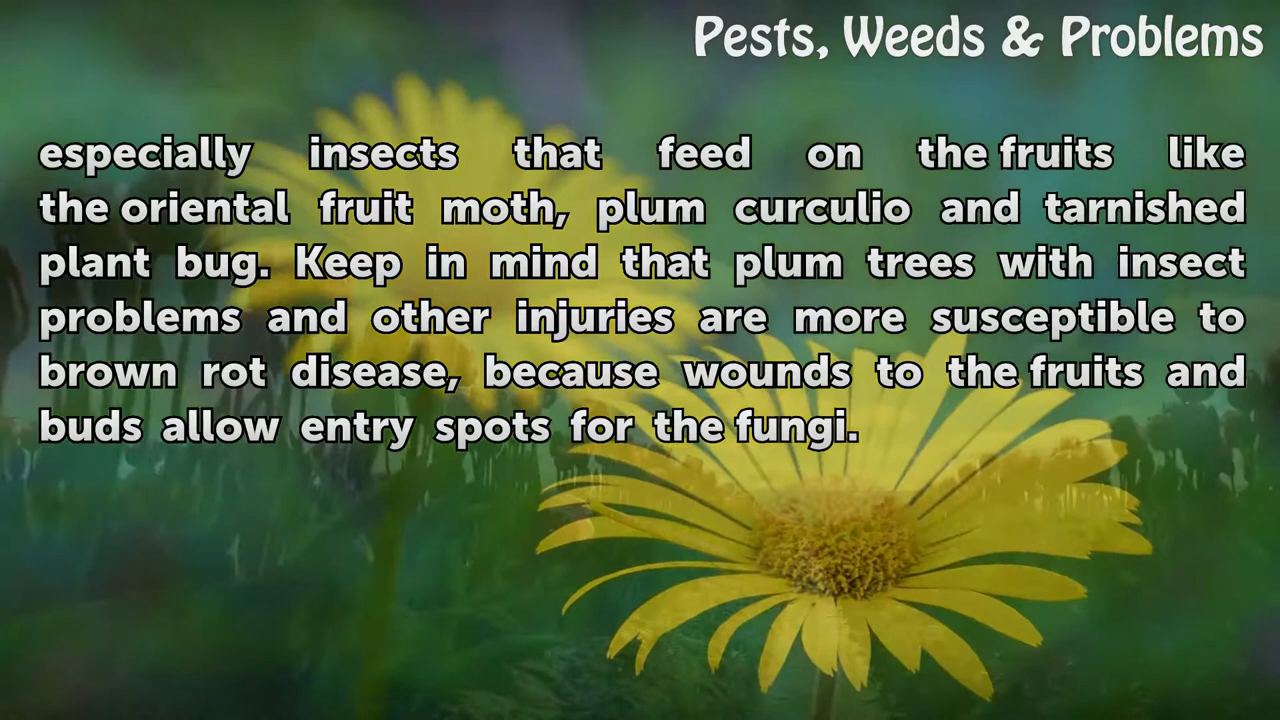 Pests, Weeds & Problems
especially insects that feed on the fruits like
the oriental fruit moth, plum curculio and tarnished
plant bug. Keep in mind that plum trees with insect
problems and other injuries are more susceptible to
brown rot disease, because wounds to the fruits and
buds allow entry spots for the fungi.